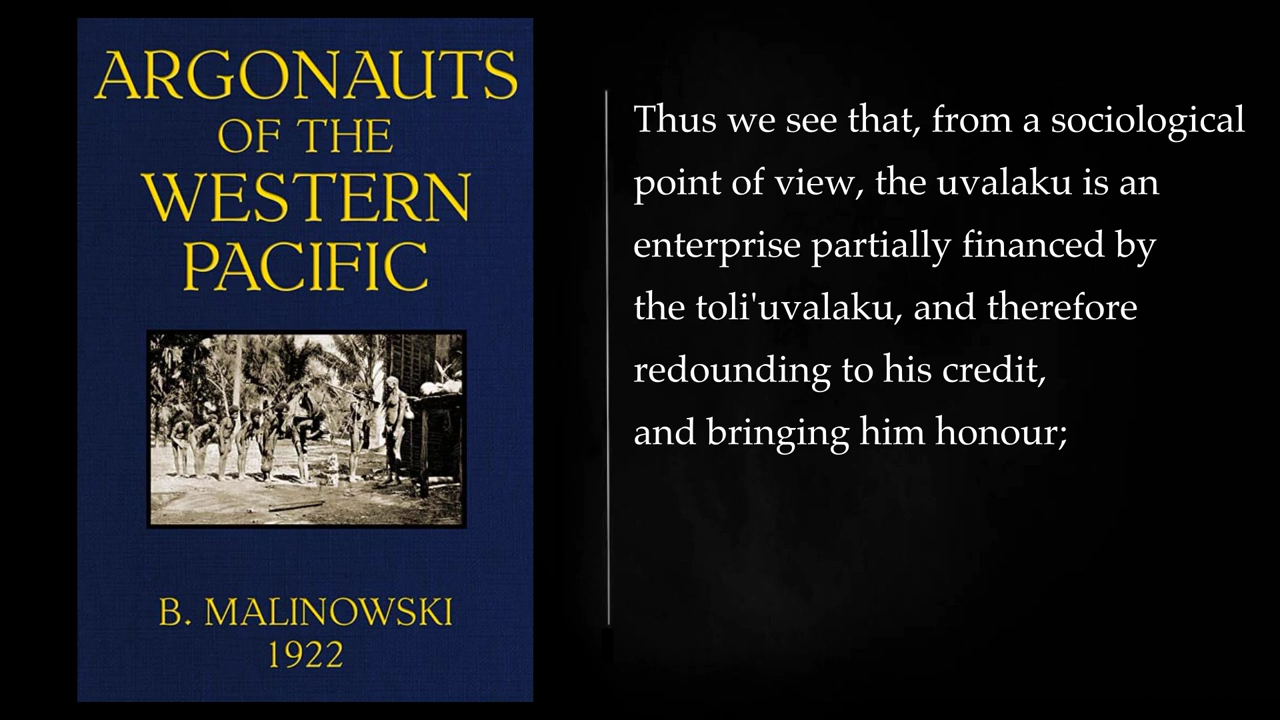 ARGONAUTS
OF THE
WESTERN
PACIFIC
B. MALINOWSKI
1922
Thus we see that, from a sociological
point of view, the uvalaku is an
enterprise partially financed by
the toli'uvalaku, and therefore
redounding to his credit,
and bringing him honour;